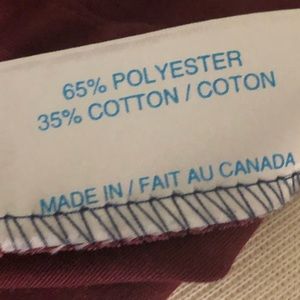 65% POLYESTER
35% COTTON / COTON
MADE IN / FAIT AU CANADA